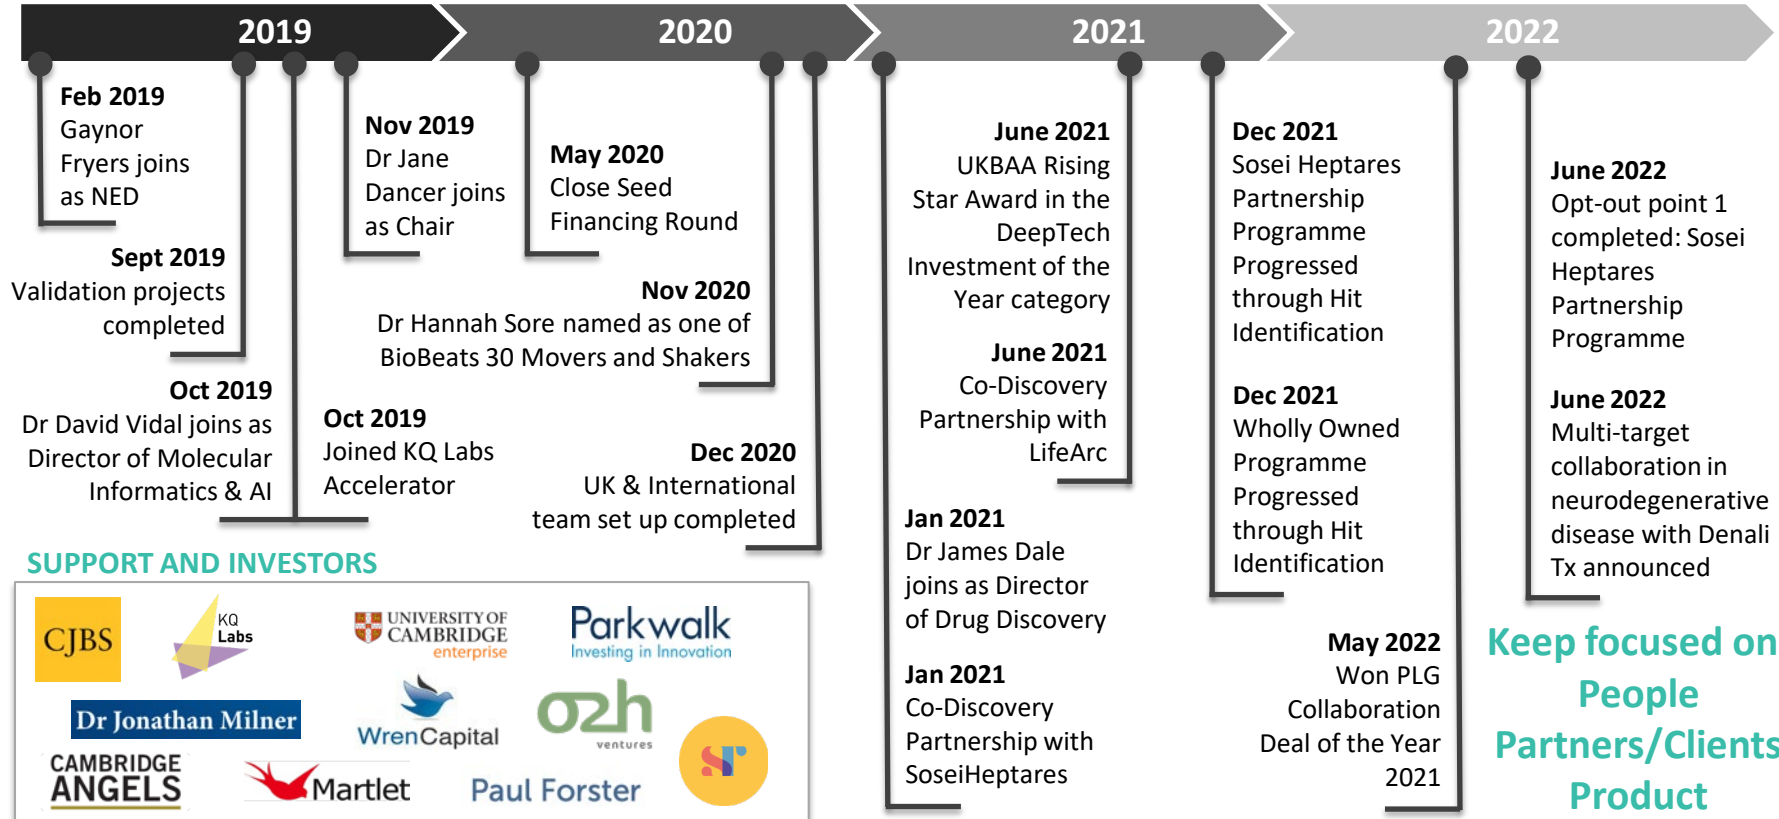 2019
2020
2021
2022
Feb 2019
Gaynor
Fryers joins
as NED
Sept 2019
Validation projects
completed
Oct 2019
Dr David Vidal joins as
Director of Molecular
Informatics & AI
Oct 2019
Joined KQ Labs
Accelerator
Nov 2019
Dr Jane
Dancer joins
as Chair
May 2020
Close Seed
Financing Round
Nov 2020
Dr Hannah Sore named as one of
BioBeats 30 Movers and Shakers
Dec 2020
UK & International
team set up completed
Jan 2021
Dr James Dale
joins as Director
of Drug Discovery
Jan 2021
Co-Discovery
Partnership with
SoseiHeptares
June 2021
UKBAA Rising
Star Award in the
DeepTech
Investment of the
Year category
June 2021
Co-Discovery
Partnership with
LifeArc
Dec 2021
Sosei Heptares
Partnership
Programme
Progressed
through Hit
Identification
Dec 2021
Wholly Owned
Programme
Progressed
through Hit
Identification
May 2022
Won PLG
Collaboration
Deal of the Year
2021
June 2022
Opt-out point 1
completed: Sosei
Heptares
Partnership
Programme
June 2022
Multi-target
collaboration in
neurodegenerative
disease with Denali
Tx announced
SUPPORT AND INVESTORS
CJBS
KQ
Labs
UNIVERSITY OF
CAMBRIDGE
enterprise
Parkwalk
Investing in Innovation
Dr Jonathan Milner
WrenCapital
o2h
ventures
CAMBRIDGE
ANGELS
Martlet
Paul Forster
sr
Keep focused on
People
Partners/Clients
Product